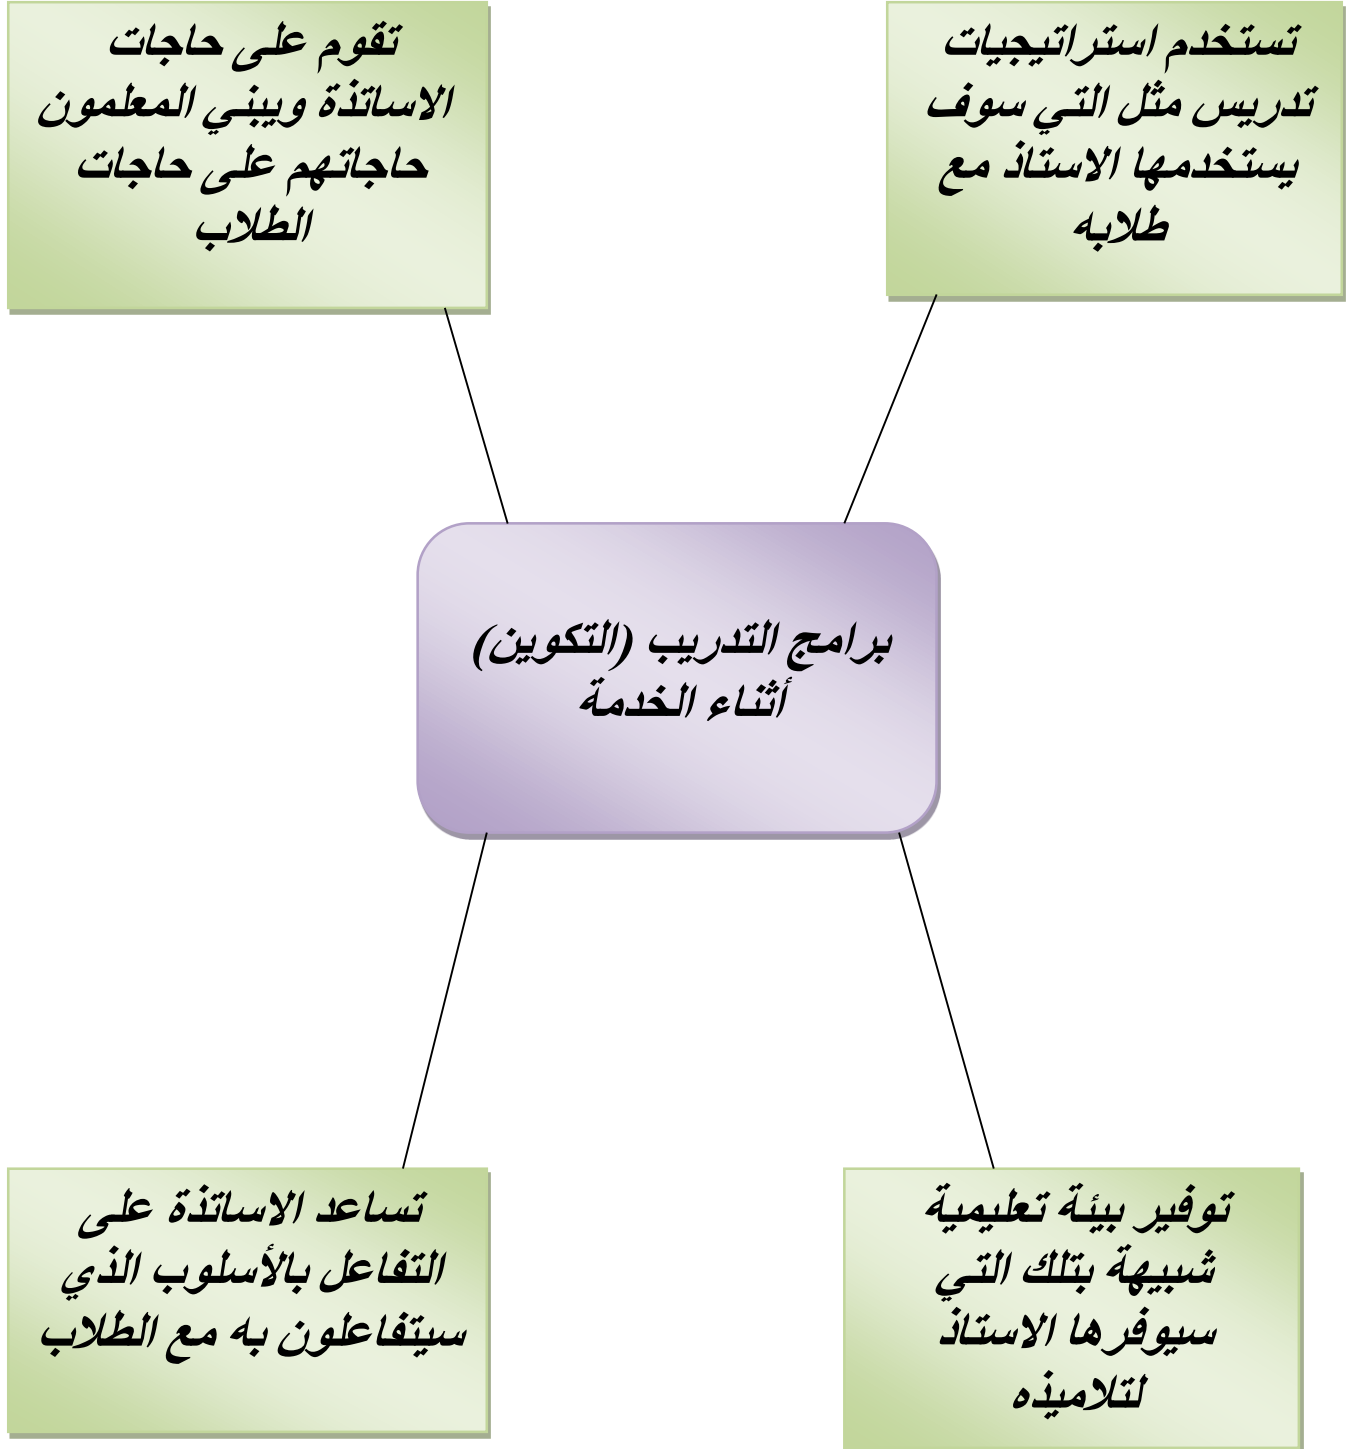 تستخدم استراتيجيات
تدريس مثل التي سوف
يستخدمها الاستاذ مع
طلابه
تقوم على حاجات
الاساتذة ويبني المعلمون
حاجاتهم على حاجات
الطلاب
برامج التدريب (التكوين)
أثناء الخدمة
توفير بيئة تعليمية
شبيهة بتلك التي
سيوفرها الاستاذ
لتلاميذه
تساعد الاساتذة على
التفاعل بالأسلوب الذي
سيتفاعلون به مع الطلاب